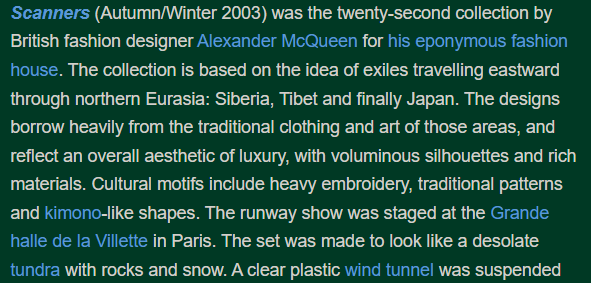 Scanners (Autumn/Winter 2003) was the twenty-second collection by
British fashion designer Alexander McQueen for his eponymous fashion
house. The collection is based on the idea of exiles travelling eastward
through northern Eurasia: Siberia, Tibet and finally Japan. The designs
borrow heavily from the traditional clothing and art of those areas, and
reflect an overall aesthetic of luxury, with voluminous silhouettes and rich
materials. Cultural motifs include heavy embroidery, traditional patterns
and kimono-like shapes. The runway show was staged at the Grande
halle de la Villette in Paris. The set was made to look like a desolate
tundra with rocks and snow. A clear plastic wind tunnel was suspended